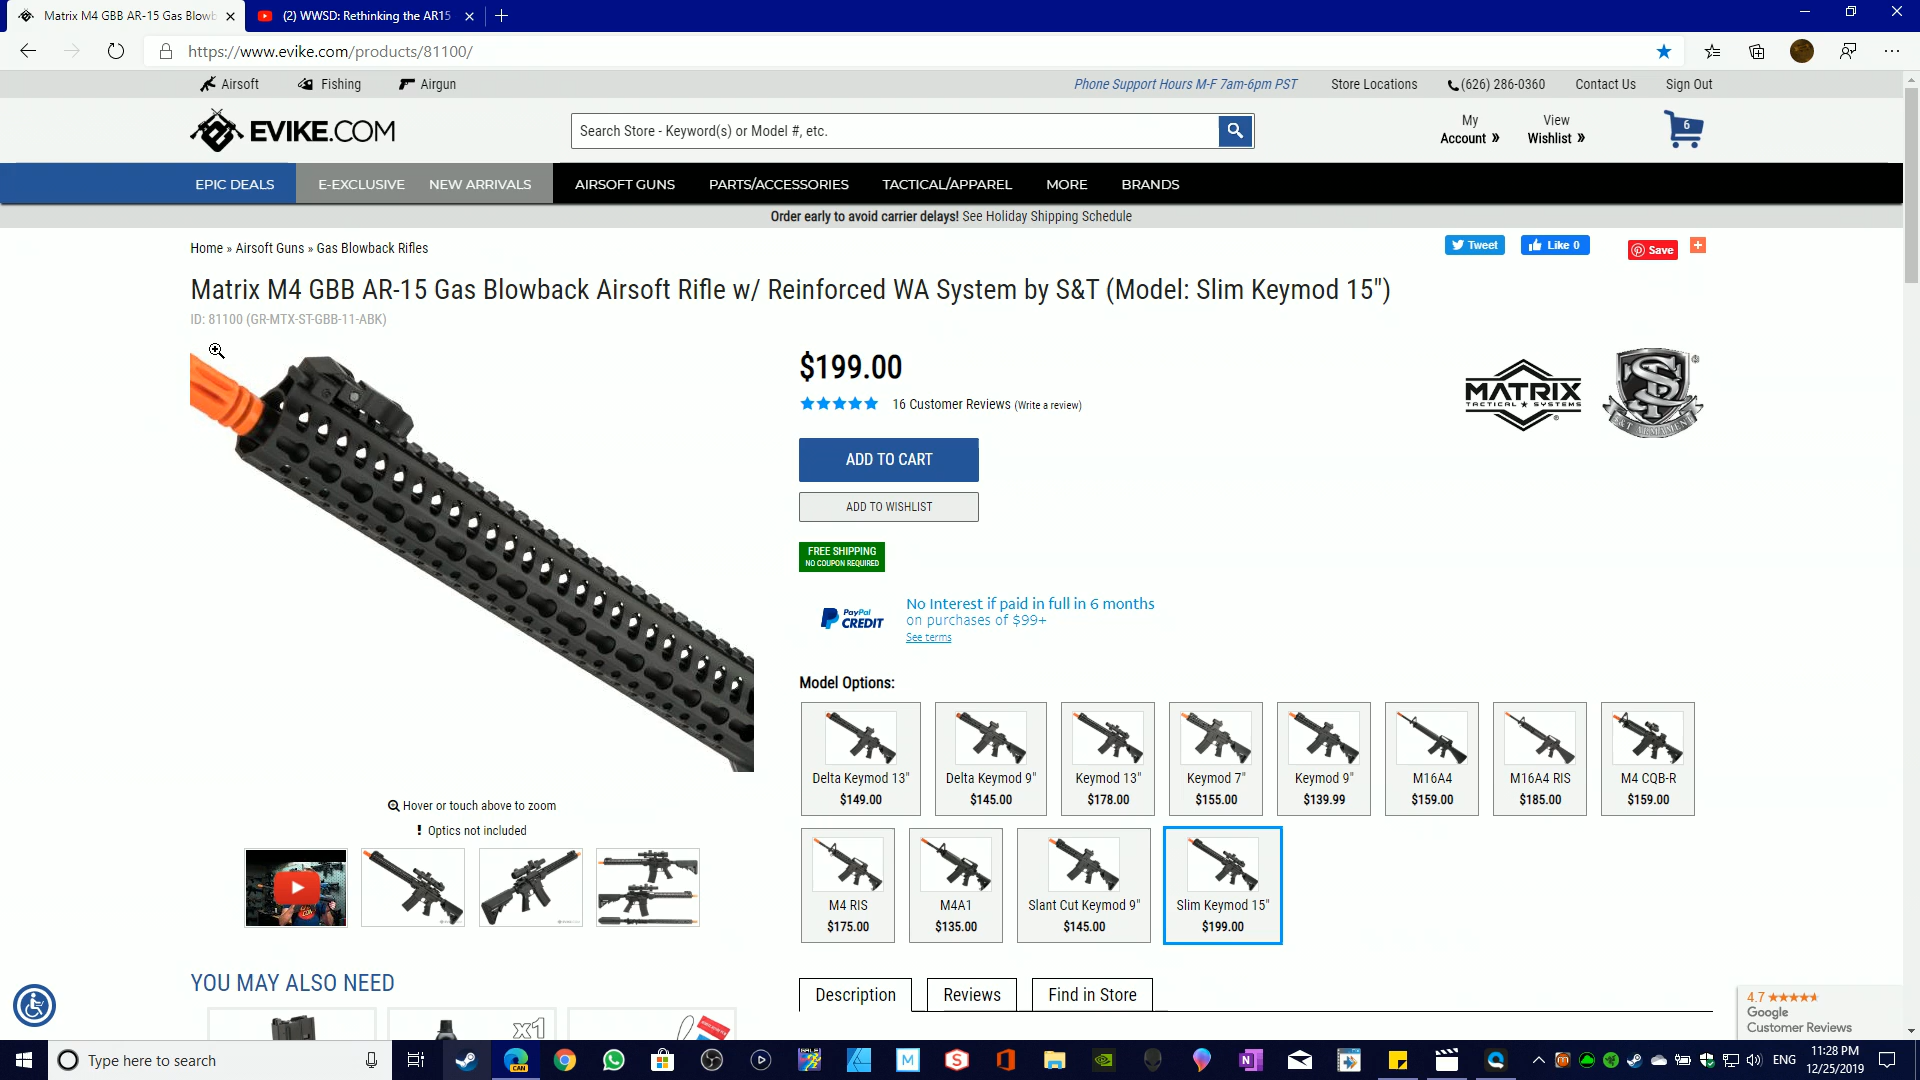 Matrix M4 GBB AR-15 Gas Blowb
(2) WWSD: Rethinking the AR15
https://www.evike.com/products/81100/
Airsoft
Fishing
Airgun
Phone Support Hours M-F 7am-6pm PST
Store Locations
(626) 286-0360
Contact Us
Sign Out
EVIKE.COM
Search Store - Keyword(s) or Model #, etc.
My
Account »
View
Wishlist »
6
EPIC DEALS
E-EXCLUSIVE
NEW ARRIVALS
AIRSOFT GUNS
PARTS/ACCESSORIES
TACTICAL/APPAREL
MORE
BRANDS
Order early to avoid carrier delays! See Holiday Shipping Schedule
Home » Airsoft Guns » Gas Blowback Rifles
Tweet
Like 0
Save
Matrix M4 GBB AR-15 Gas Blowback Airsoft Rifle w/ Reinforced WA System by S&T (Model: Slim Keymod 15")
ID: 81100 (GR-MTX-ST-GBB-11-ABK)
$199.00
16 Customer Reviews (Write a review)
MATRIX
TACTICAL ★ SYSTEMS
S&T ARMAMENT
ADD TO CART
ADD TO WISHLIST
FREE SHIPPING
NO COUPON REQUIRED
PayPal
CREDIT
No Interest if paid in full in 6 months
on purchases of $99+
See terms
Model Options:
Delta Keymod 13"
$149.00
Delta Keymod 9"
$145.00
Keymod 13"
$178.00
Keymod 7"
$155.00
Keymod 9"
$139.99
M16A4
$159.00
M16A4 RIS
$185.00
M4 CQB-R
$159.00
M4 RIS
$175.00
M4A1
$135.00
Slant Cut Keymod 9"
$145.00
Slim Keymod 15"
$199.00
Hover or touch above to zoom
! Optics not included
YOU MAY ALSO NEED
x1
Description
Reviews
Find in Store
4.7
Google
Customer Reviews
Type here to search
CAN
ENG
11:28 PM
12/25/2019